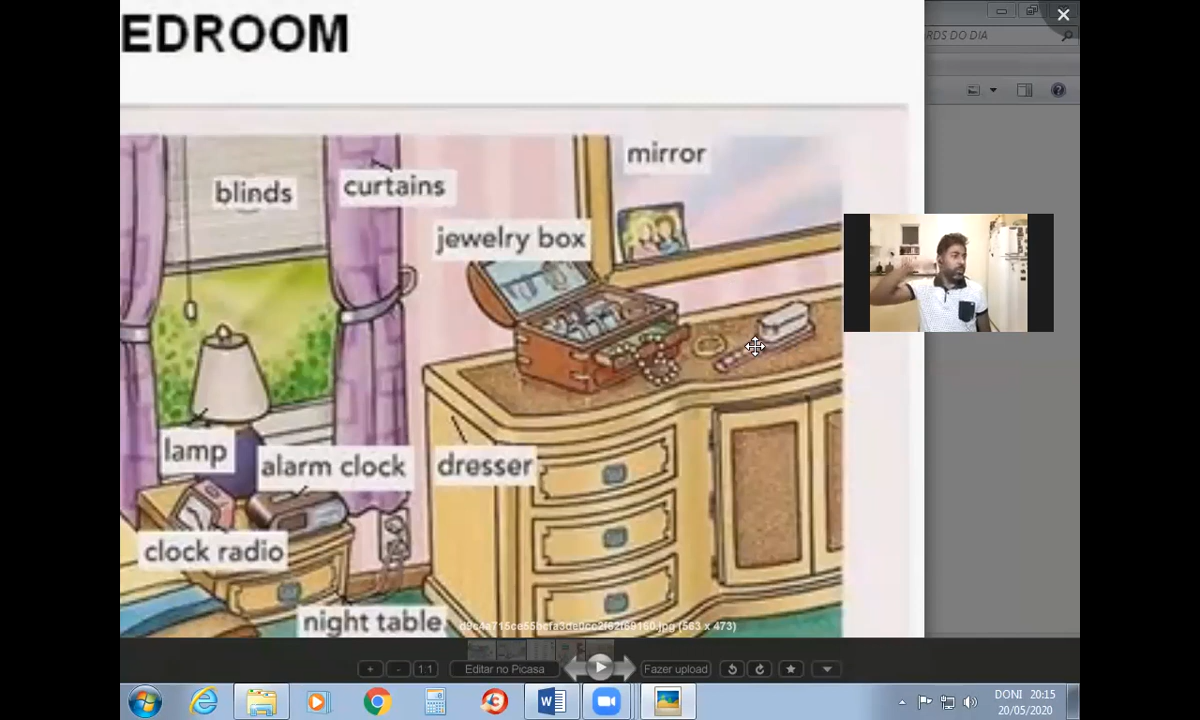 EDROOM
RDS DO DIA
mirror
blinds
curtains
jewelry box
lamp
alarm clock
dresser
clock radio
night table
d9c4a715ce55bcfa3de0cc2f62f69160.jpg (563 x 473)
+
-
1:1
Editar no Picasa
Fazer upload
DONI 20:15
20/05/2020